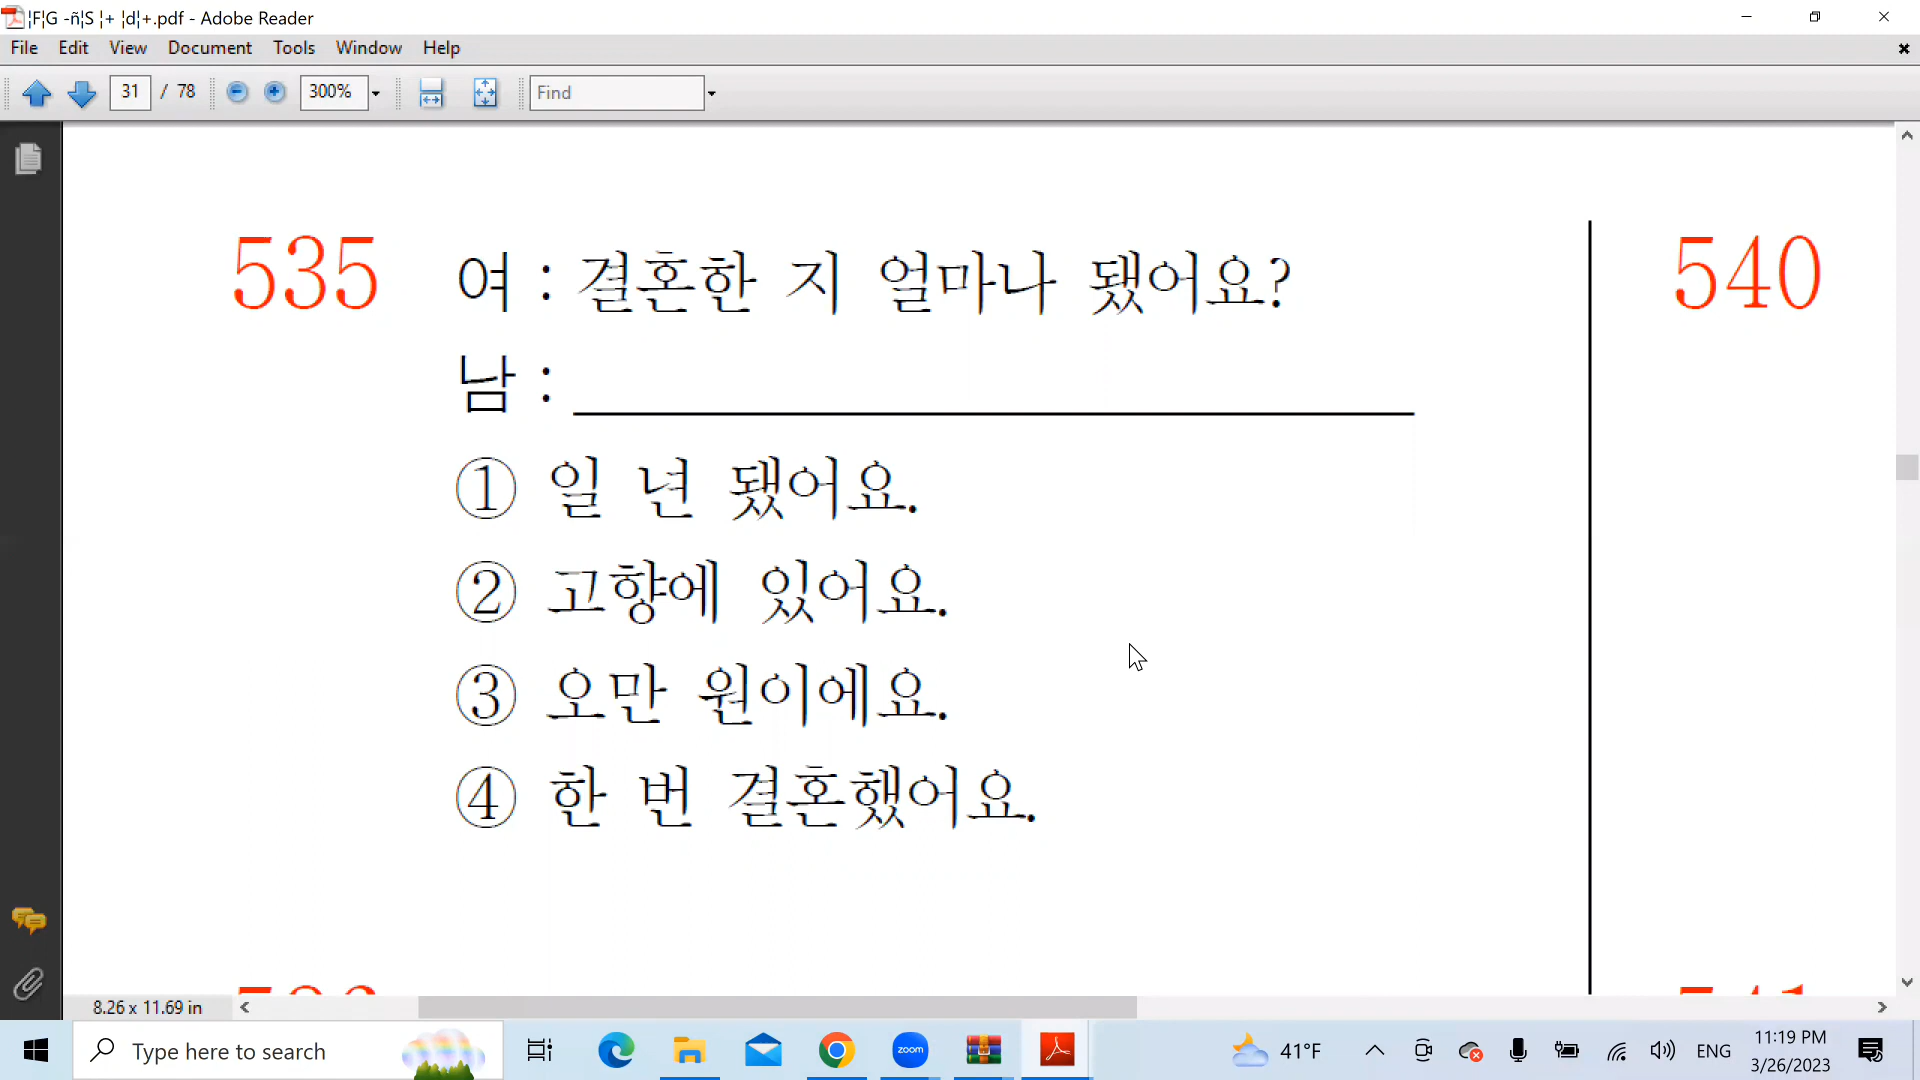 ¦F¦G -ñ¦S ¦+ ¦d¦+.pdf - Adobe Reader
File Edit View Document Tools Window Help
31 / 78 300% Find
535 여 : 결혼한 지 얼마나 됐어요?
남 :
① 일 년 됐어요.
② 고향에 있어요.
③ 오만 원이에요.
④ 한 번 결혼했어요.
540
8.26 x 11.69 in
Type here to search
zoom
41°F
ENG
11:19 PM
3/26/2023